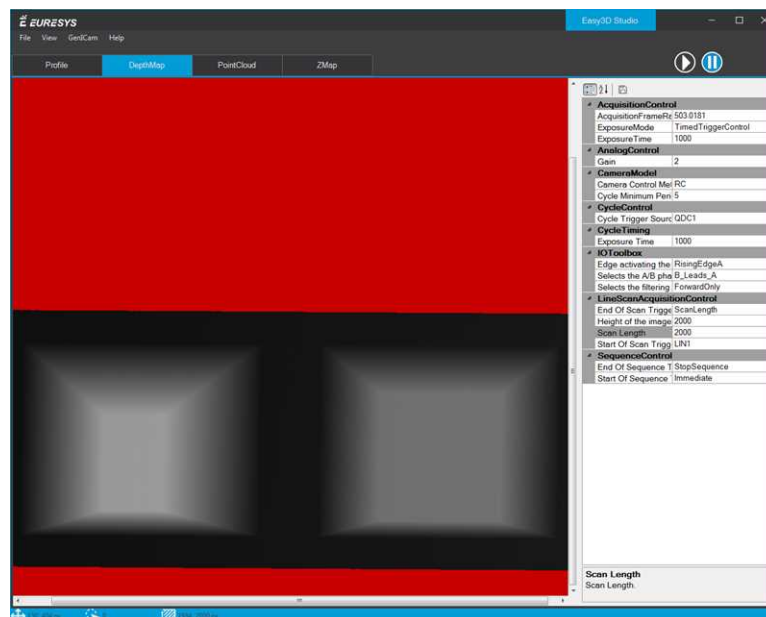 EURESYS
Easy3D Studio
File View GenICam Help
Profile DepthMap PointCloud ZMap
AcquisitionControl
AcquisitionFrameRa 503.0181
ExposureMode TimedTriggerControl
ExposureTime 1000
AnalogControl
Gain 2
CameraModel
Camera Control Met RC
Cycle Minimum Peri 5
CycleControl
Cycle Trigger Sourc QDC1
CycleTiming
Exposure Time 1000
IOToolbox
Edge activating the RisingEdgeA
Selects the A/B pha B_Leads_A
Selects the filtering ForwardOnly
LineScanAcquisitionControl
End Of Scan Trigge ScanLength
Height of the image 2000
Scan Length 2000
Start Of Scan Trigg LIN1
SequenceControl
End Of Sequence T StopSequence
Start Of Sequence Immediate
Scan Length
Scan Length.